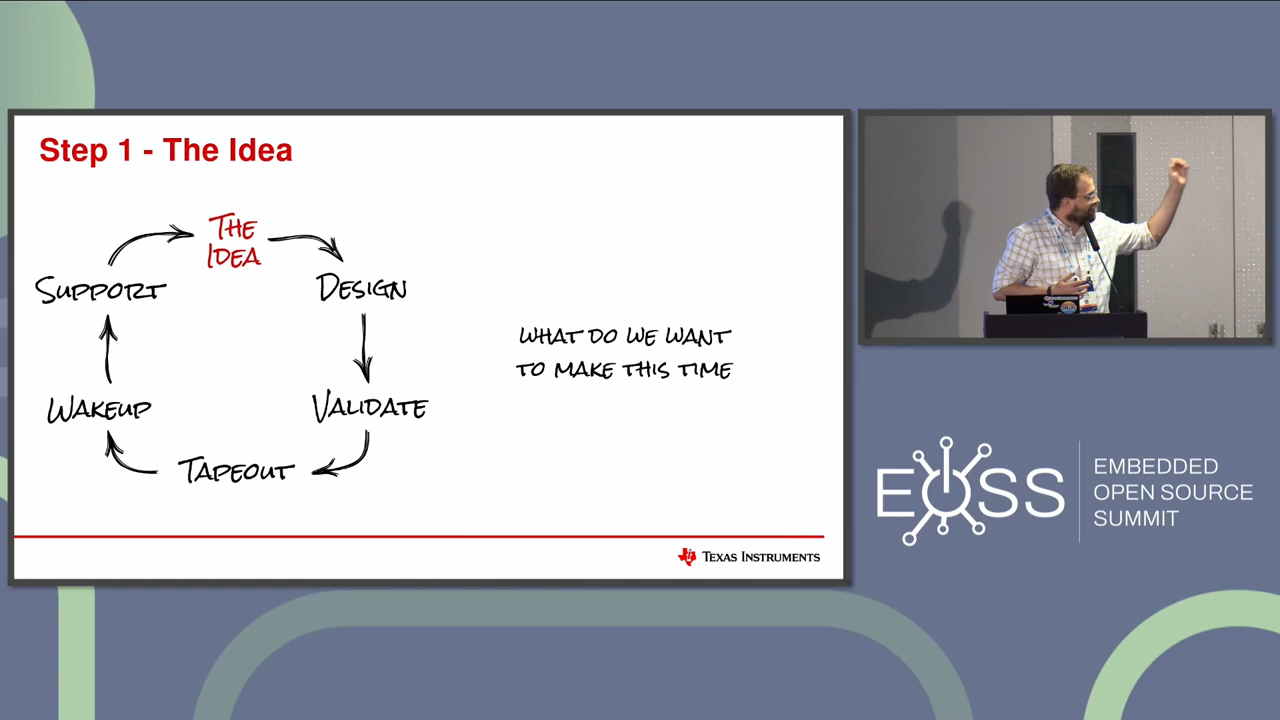 Step 1 - The Idea
THE
IDEA
SUPPORT
DESIGN
WHAT DO WE WANT
TO MAKE THIS TIME
WAKEUP
VALIDATE
TAPEOUT
TEXAS INSTRUMENTS
EOSS
EMBEDDED
OPEN SOURCE
SUMMIT